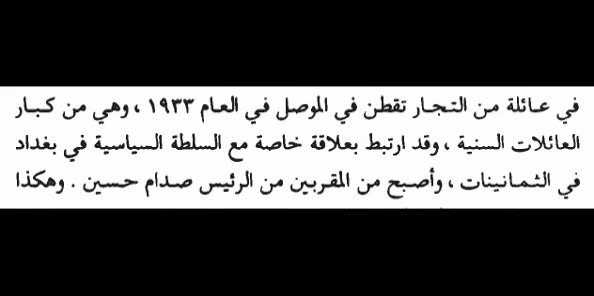 في عائلة من التجار تقطن في الموصل في العام ١٩٣٣ ، وهي من كبار
العائلات السنية ، وقد ارتبط بعلاقة خاصة مع السلطة السياسية في بغداد
في الثمانينات ، وأصبح من المقربين من الرئيس صدام حسين . وهكذا